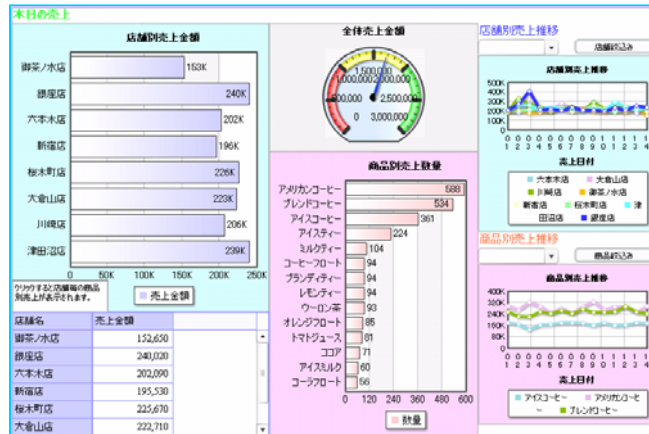 本日の売上
店舗別売上金額
御茶ノ水店 153K
銀座店 240K
六本木店 202K
新宿店 196K
桜木町店 226K
大倉山店 223K
川崎店 206K
津田沼店 239K
0 50K 100K 150K 200K 250K
クリックすると店舗毎の商品
別売上が表示されます。
売上金額
店舗名 売上金額
御茶ノ水店 152,650
銀座店 240,020
六本木店 202,090
新宿店 195,530
桜木町店 225,670
大倉山店 222,710
全体売上金額
1,500,000
1,000,000 2,000,000
500,000 2,500,000
0 3,000,000
商品別売上数量
アメリカンコーヒー 588
ブレンドコーヒー 534
アイスコーヒー 361
アイスティー 224
ミルクティー 104
コーヒーフロート 94
ブランディティー 94
レモンティー 94
ウーロン茶 93
オレンジフロート 85
トマトジュース 81
ココア 71
アイスミルク 60
コーラフロート 56
0 120 240 360 480 600
数量
店舗別売上推移
店舗絞込み
店舗別売上推移
500K
400K
300K
200K
100K
売上日付
六本木店 大倉山店
川崎店 御茶ノ水店
新宿店 桜木町店 津
田沼店 銀座店
商品別売上推移
商品絞込み
商品別売上推移
400K
320K
240K
160K
80K
0K
売上日付
アイスコーヒー アメリカンコーヒ
ー ブレンドコーヒー